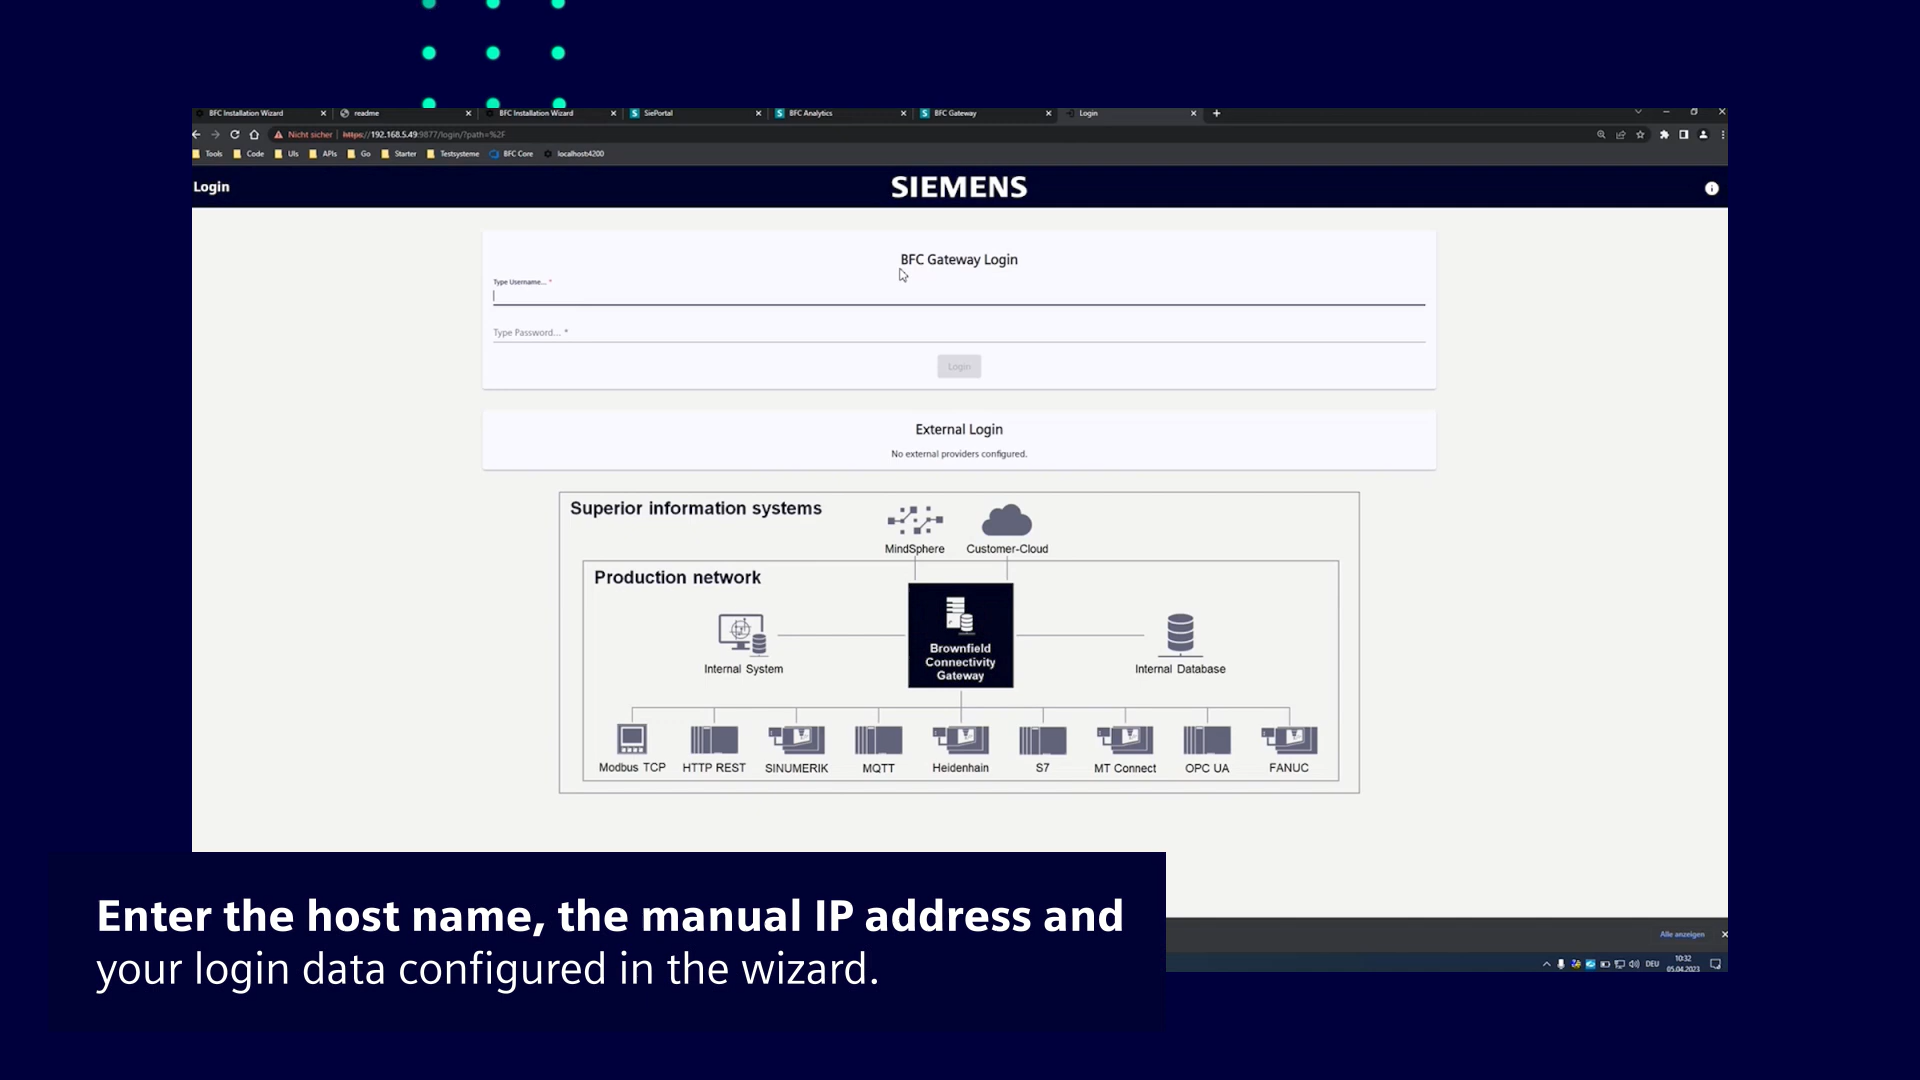 BFC Installation Wizard
readme
BFC Installation Wizard
SiePortal
BFC Analytics
BFC Gateway
Login
Nicht sicher | https://192.168.5.49:9877/login/?path=%2F
Tools Code UIs APIs Go Starter Testsysteme BFC Core localhost:4200
Login
SIEMENS
BFC Gateway Login
Type Username... *
Type Password... *
Login
External Login
No external providers configured.
Superior information systems
MindSphere
Customer-Cloud
Production network
Internal System
Brownfield
Connectivity
Gateway
Internal Database
Modbus TCP
HTTP REST
SINUMERIK
MQTT
Heidenhain
S7
MT Connect
OPC UA
FANUC
Enter the host name, the manual IP address and
your login data configured in the wizard.
Alle anzeigen
DEU
10:32
05.04.2023